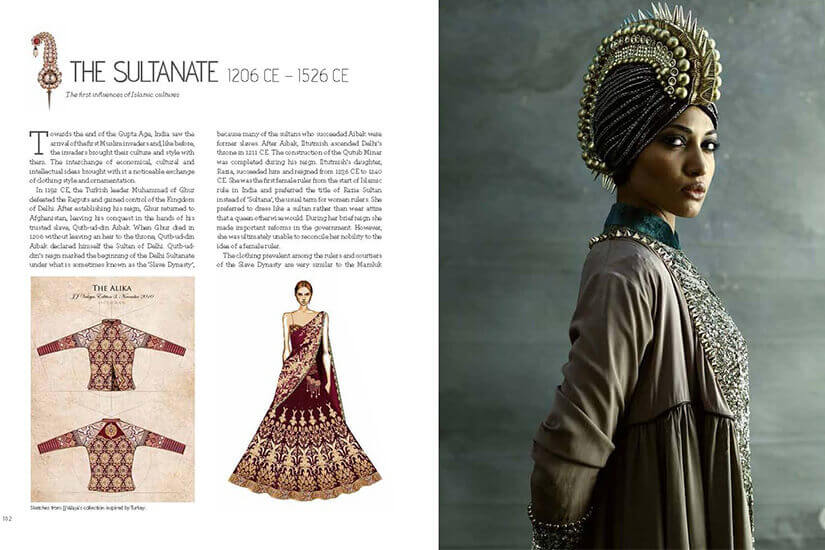 THE SULTANATE 1206 CE – 1526 CE
The first influences of Islamic cultures
Towards the end of the Gupta Age, India saw the
arrival of the first Muslim invaders and, like before,
the invaders brought their culture and style with
them. The interchange of economical, cultural and
intellectual ideas brought with it a noticeable exchange
of clothing style and ornamentation.
In 1192 CE, the Turkish leader Muhammad of Ghur
defeated the Rajputs and gained control of the Kingdom
of Delhi. After establishing his reign, Ghur returned to
Afghanistan, leaving his conquest in the hands of his
trusted slave, Qutb-ud-din Aibak. When Ghur died in
1206 without leaving an heir to the throne, Qutb-ud-din
Aibak declared himself the Sultan of Delhi. Qutb-ud-
din's reign marked the beginning of the Delhi Sultanate
under what is sometimes known as the 'Slave Dynasty',
because many of the sultans who succeeded Aibak were
former slaves. After Aibak, Iltutmish ascended Delhi's
throne in 1211 CE. The construction of the Qutub Minar
was completed during his reign. Iltutmish's daughter,
Razia, succeeded him and reigned from 1236 CE to 1240
CE. She was the first female ruler from the start of Islamic
rule in India and preferred the title of Razia Sultan
instead of 'Sultana', the usual term for women rulers. She
preferred to dress like a sultan rather than wear attire
that a queen otherwise would. During her brief reign she
made important reforms in the government. However,
she was ultimately unable to reconcile her nobility to the
idea of a female ruler.
The clothing prevalent among the rulers and courtiers
of the Slave Dynasty are very similar to the Mamluk
THE ALIKA
JJ Valaya, Edition 3, November 2010
Sketches from JJ Valaya's collection inspired by Turkey.
182